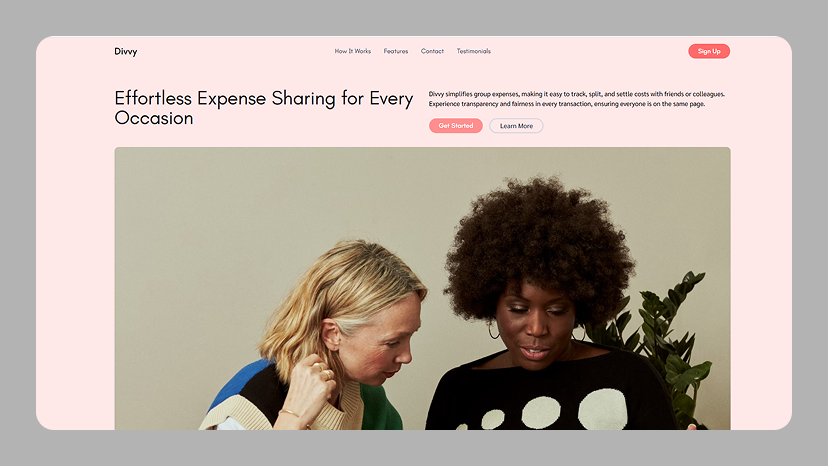 Divvy
How It Works
Features
Contact
Testimonials
Sign Up
Effortless Expense Sharing for Every
Occasion
Divvy simplifies group expenses, making it easy to track, split, and settle costs with friends or colleagues.
Experience transparency and fairness in every transaction, ensuring everyone is on the same page.
Get Started
Learn More